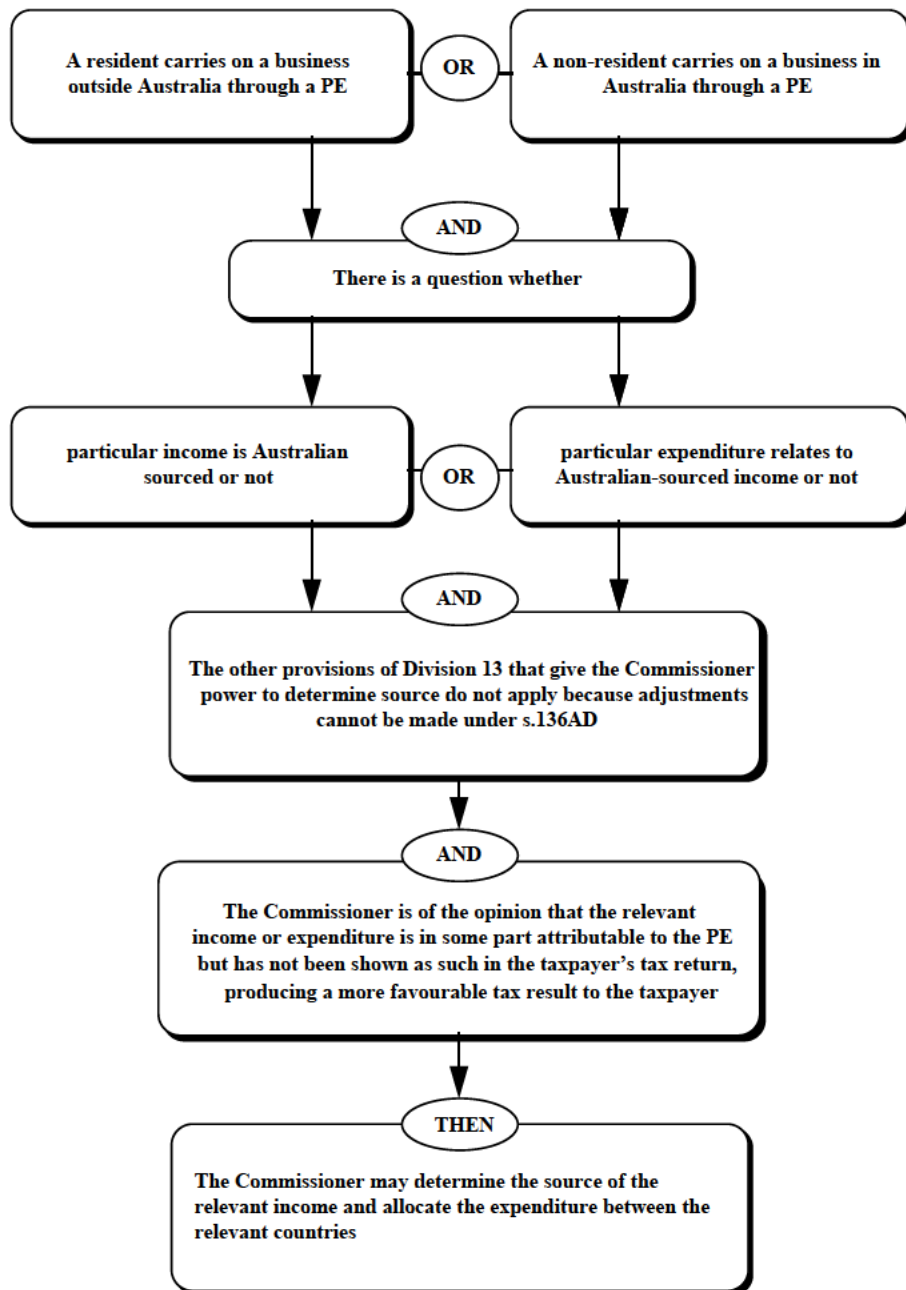 A resident carries on a business
outside Australia through a PE
OR
A non-resident carries on a business in
Australia through a PE
AND
There is a question whether
particular income is Australian
sourced or not
OR
particular expenditure relates to
Australian-sourced income or not
AND
The other provisions of Division 13 that give the Commissioner
power to determine source do not apply because adjustments
cannot be made under s.136AD
AND
The Commissioner is of the opinion that the relevant
income or expenditure is in some part attributable to the PE
but has not been shown as such in the taxpayer’s tax return,
producing a more favourable tax result to the taxpayer
THEN
The Commissioner may determine the source of the
relevant income and allocate the expenditure between the
relevant countries